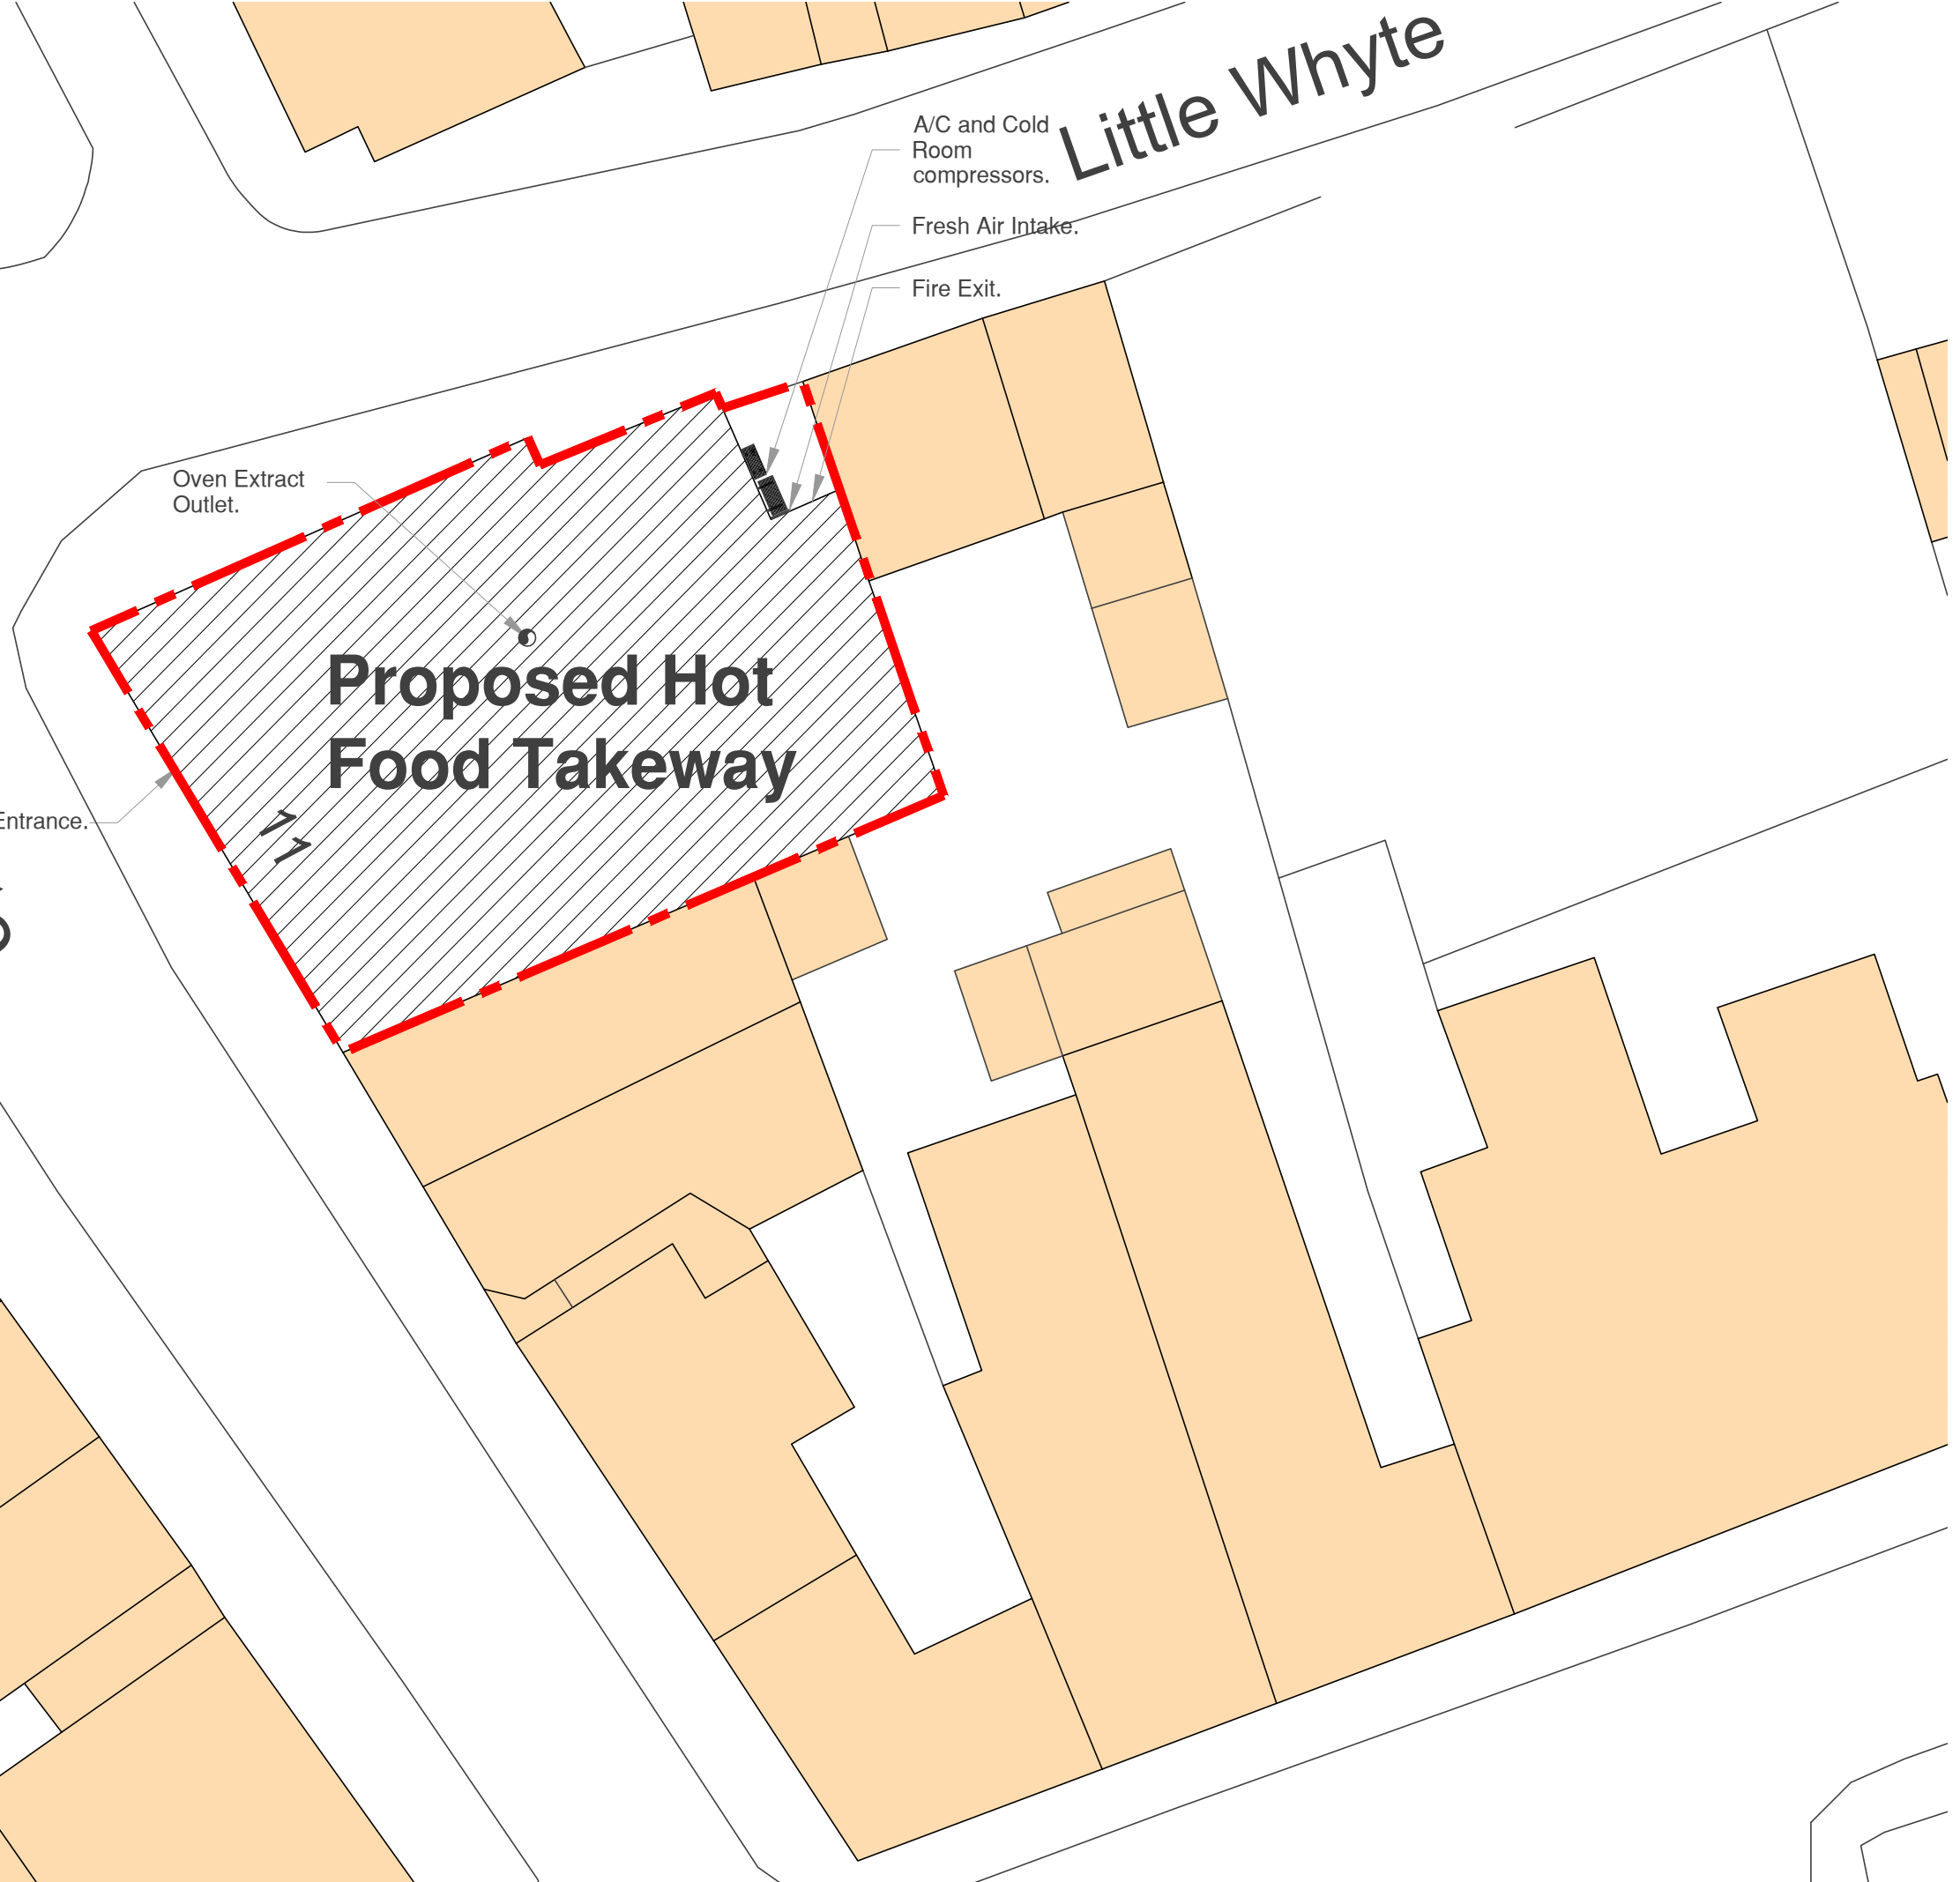 Little Whyte
A/C and Cold
Room
compressors.
Fresh Air Intake.
Fire Exit.
Oven Extract
Outlet.
Proposed Hot
Food Takeway
Entrance.
11